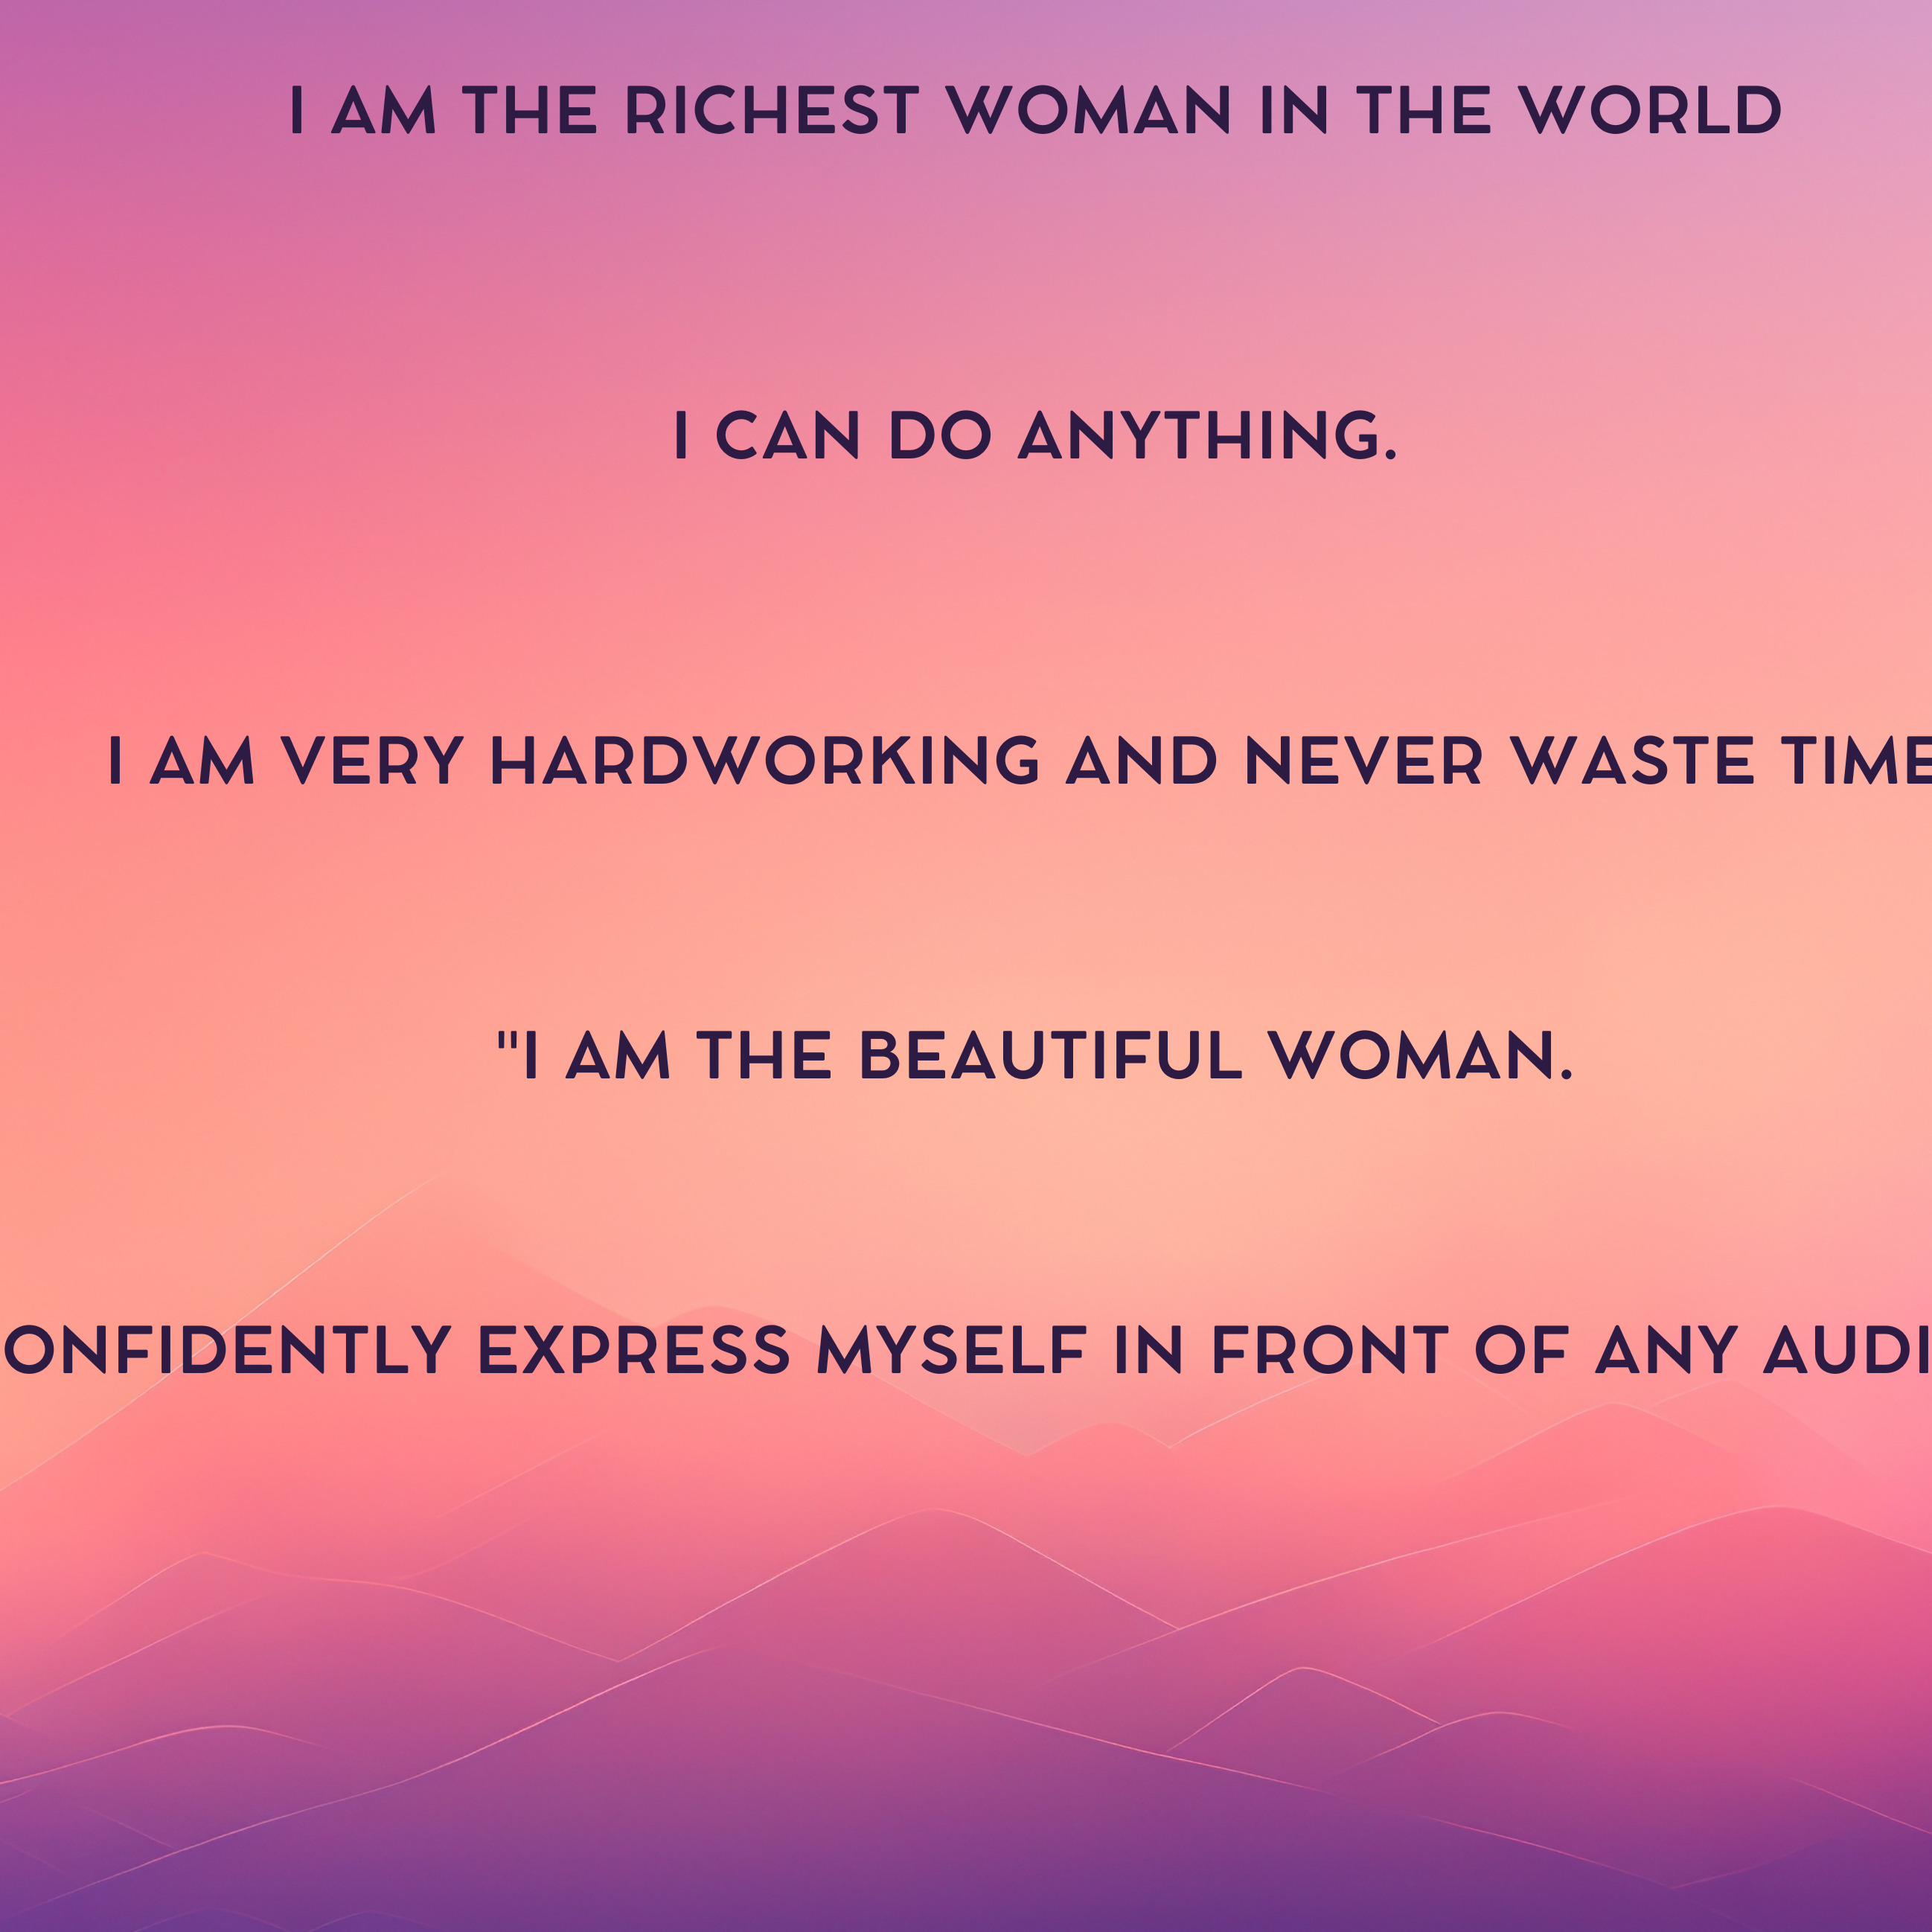 I AM THE RICHEST WOMAN IN THE WORLD
I CAN DO ANYTHING.
I AM VERY HARDWORKING AND NEVER WASTE TIME
"I AM THE BEAUTIFUL WOMAN.
ONFIDENTLY EXPRESS MYSELF IN FRONT OF ANY AUDI